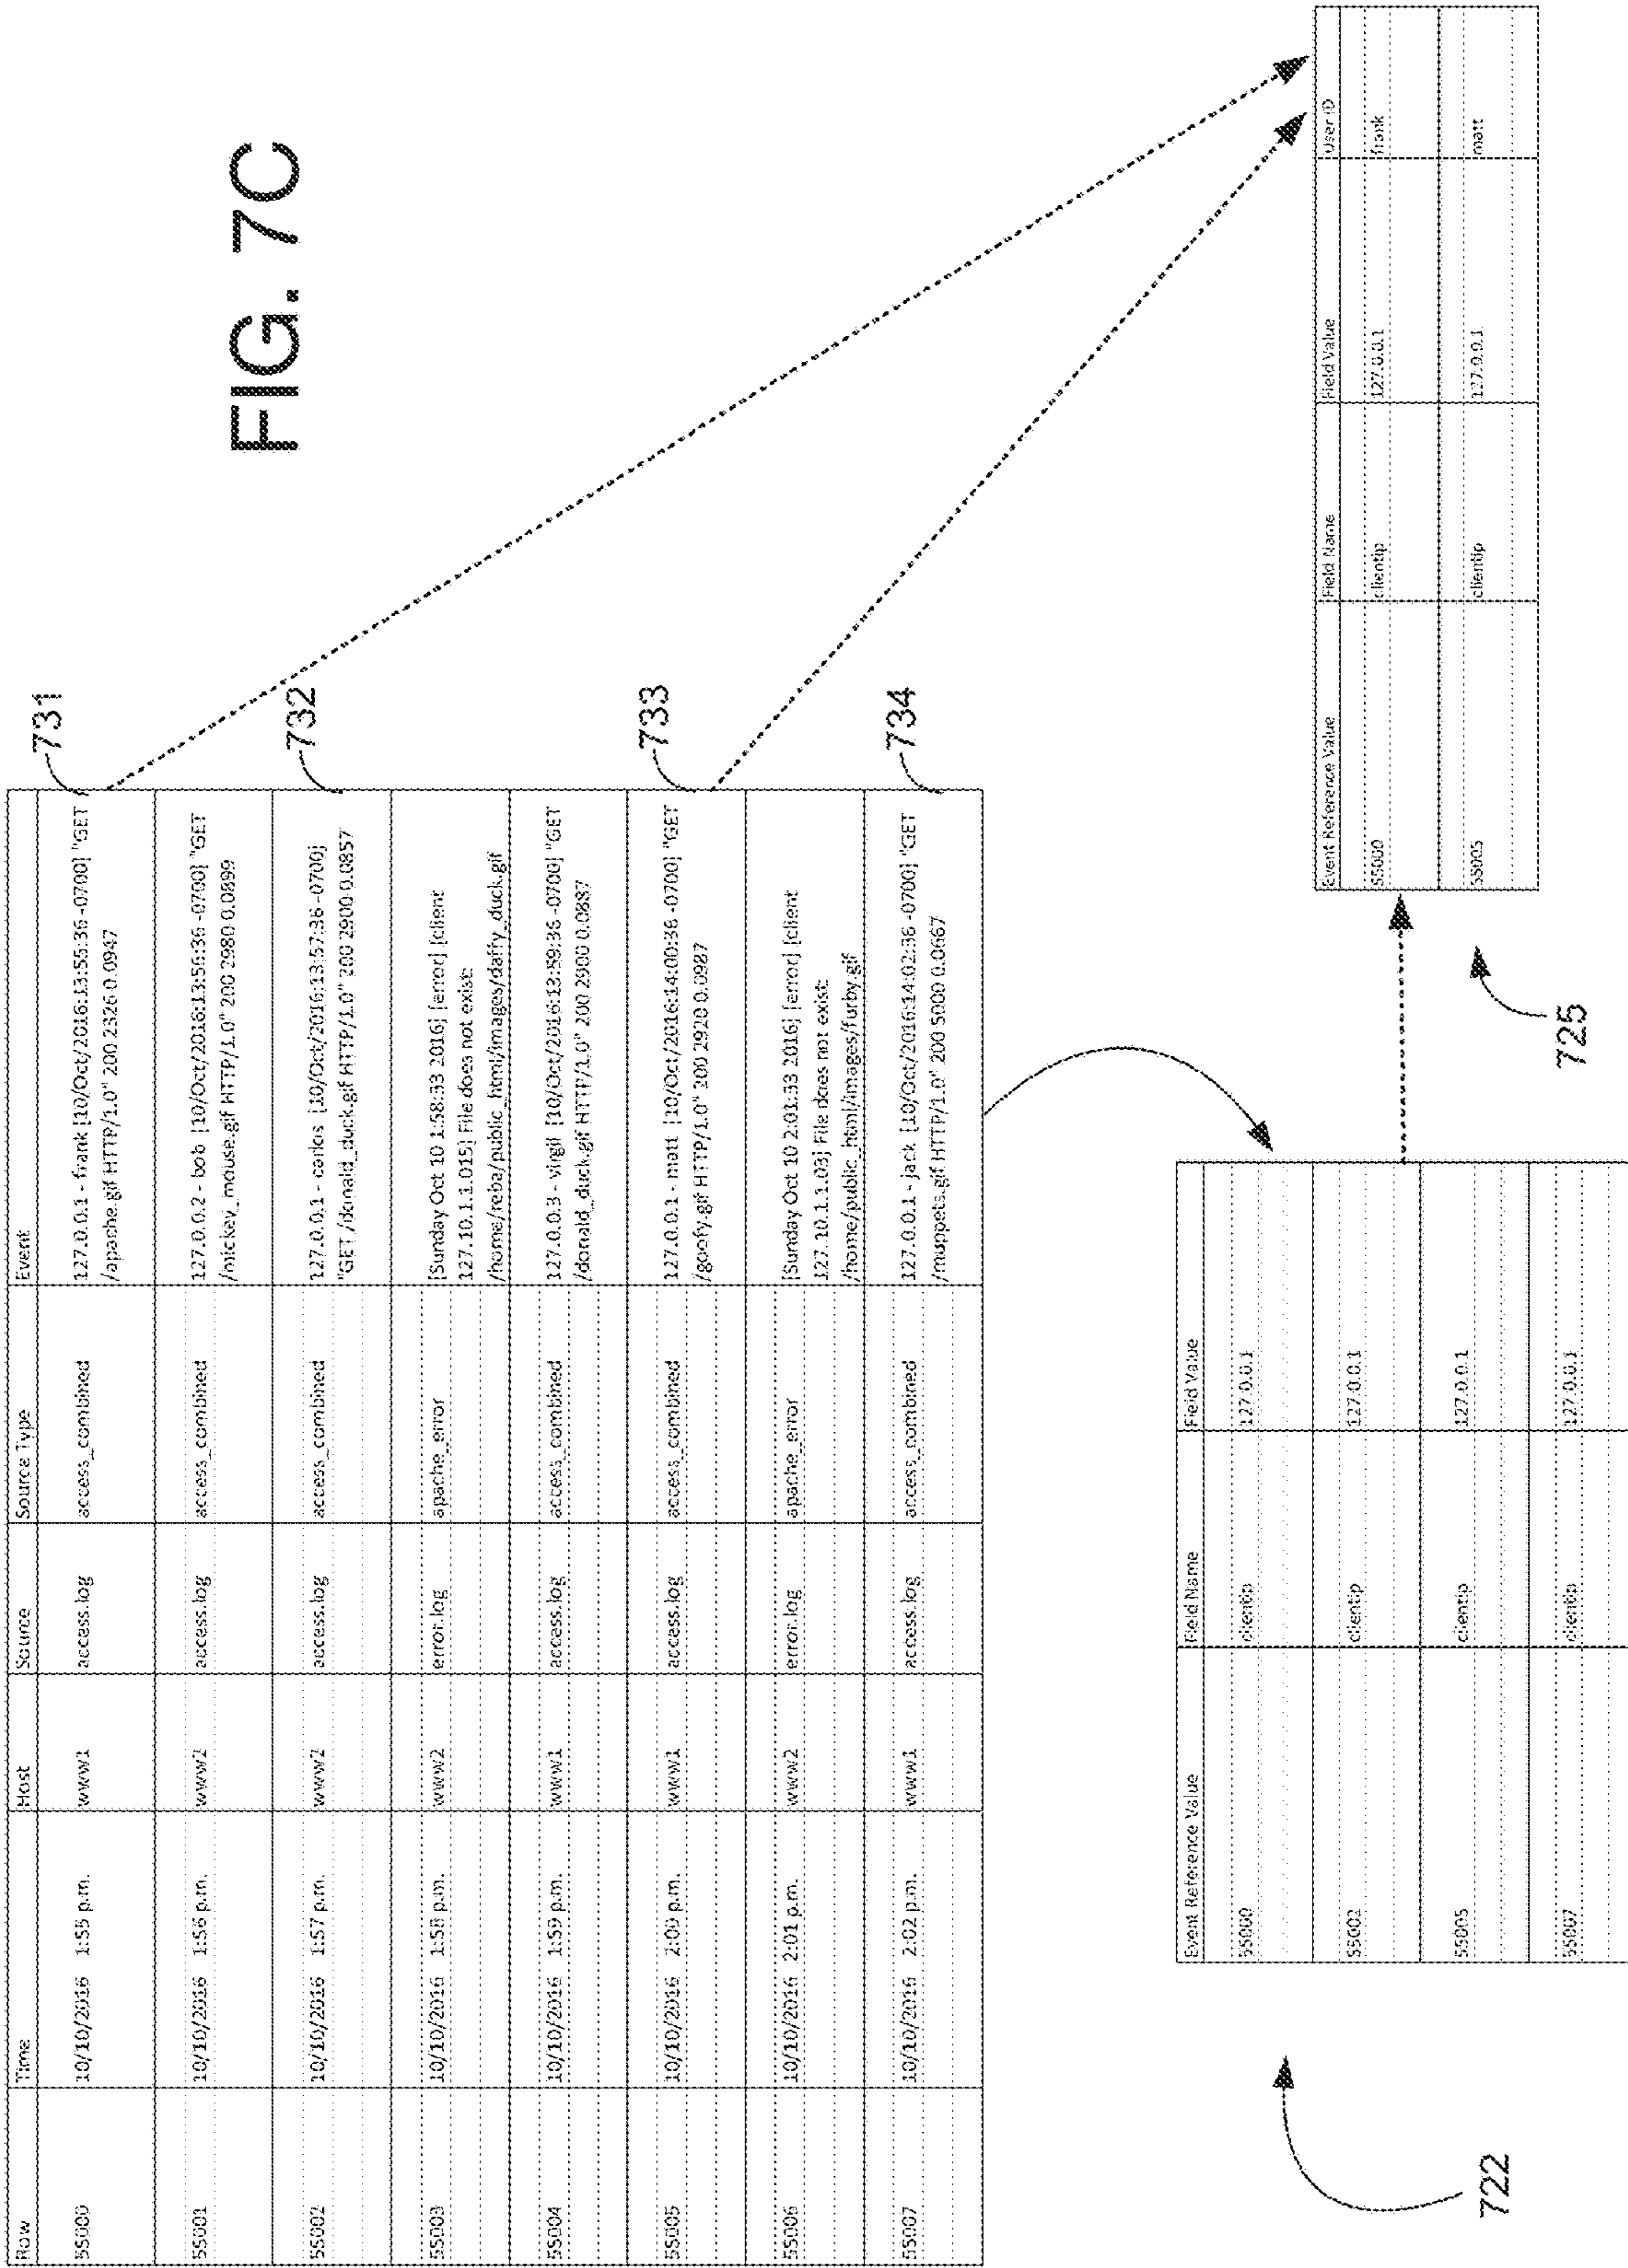 FIG. 7C
Row Time Host Source Source Type Event
55000 10/10/2016 1:55 p.m. www1 access.log access_combined 127.0.0.1 - frank [10/Oct/2016:13:55:36 -0700] "GET
/apache.gif HTTP/1.0" 200 2326 0.0947
731
55001 10/10/2016 1:56 p.m. www2 access.log access_combined 127.0.0.2 - bob [10/Oct/2016:13:56:36 -0700] "GET
/mickey_mouse.gif HTTP/1.0" 200 2980 0.0899
55002 10/10/2016 1:57 p.m. www2 access.log access_combined 127.0.0.1 - carlos [10/Oct/2016:13:57:36 -0700]
"GET /donald_duck.gif HTTP/1.0" 200 2900 0.0857
732
55003 10/10/2016 1:58 p.m. www2 error.log apache_error [Sunday Oct 10 1:58:33 2016] [error] [client
127.10.1.1.015] File does not exist:
/home/reba/public_html/images/daffy_duck.gif
55004 10/10/2016 1:59 p.m. www1 access.log access_combined 127.0.0.3 - virgil [10/Oct/2016:13:59:36 -0700] "GET
/donald_duck.gif HTTP/1.0" 200 2900 0.0887
55005 10/10/2016 2:00 p.m. www1 access.log access_combined 127.0.0.1 - matt [10/Oct/2016:14:00:36 -0700] "GET
/goofy.gif HTTP/1.0" 200 2920 0.0987
733
55006 10/10/2016 2:01 p.m. www2 error.log apache_error [Sunday Oct 10 2:01:33 2016] [error] [client
127.10.1.1.03] File does not exist:
/home/public_html/images/furby.gif
55007 10/10/2016 2:02 p.m. www1 access.log access_combined 127.0.0.1 - jack [10/Oct/2016:14:02:36 -0700] "GET
/muppets.gif HTTP/1.0" 200 5000 0.0667
734
Event Reference Value Field Name Field Value
55000 clientip 127.0.0.1
55002 clientip 127.0.0.1
55005 clientip 127.0.0.1
55007 clientip 127.0.0.1
722
Event Reference Value Field Name Field Value User ID
55000 clientip 127.0.0.1 frank
55005 clientip 127.0.0.1 matt
725